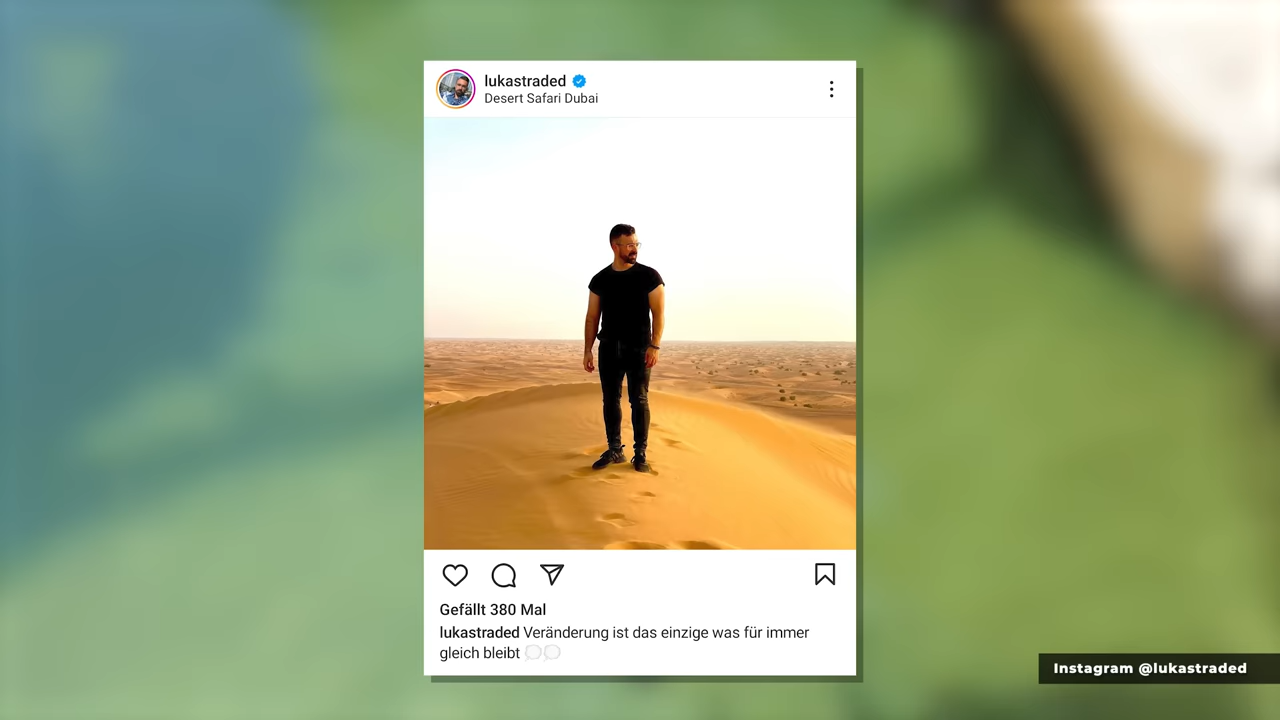 lukastraded
Desert Safari Dubai
Gefällt 380 Mal
lukastraded Veränderung ist das einzige was für immer
gleich bleibt 💭💭
Instagram @lukastraded